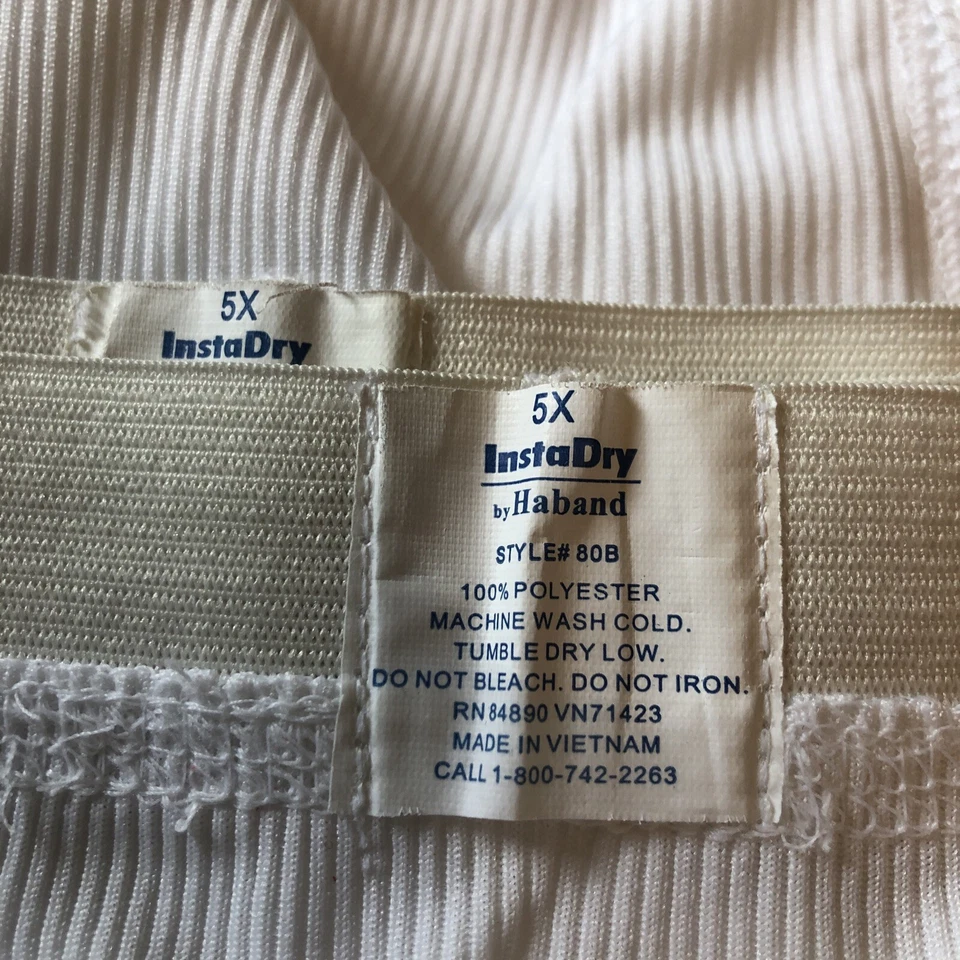 5X
InstaDry
5X
InstaDry
by Haband
STYLE# 80B
100% POLYESTER
MACHINE WASH COLD.
TUMBLE DRY LOW.
DO NOT BLEACH. DO NOT IRON.
RN 84890 VN71423
MADE IN VIETNAM
CALL 1-800-742-2263